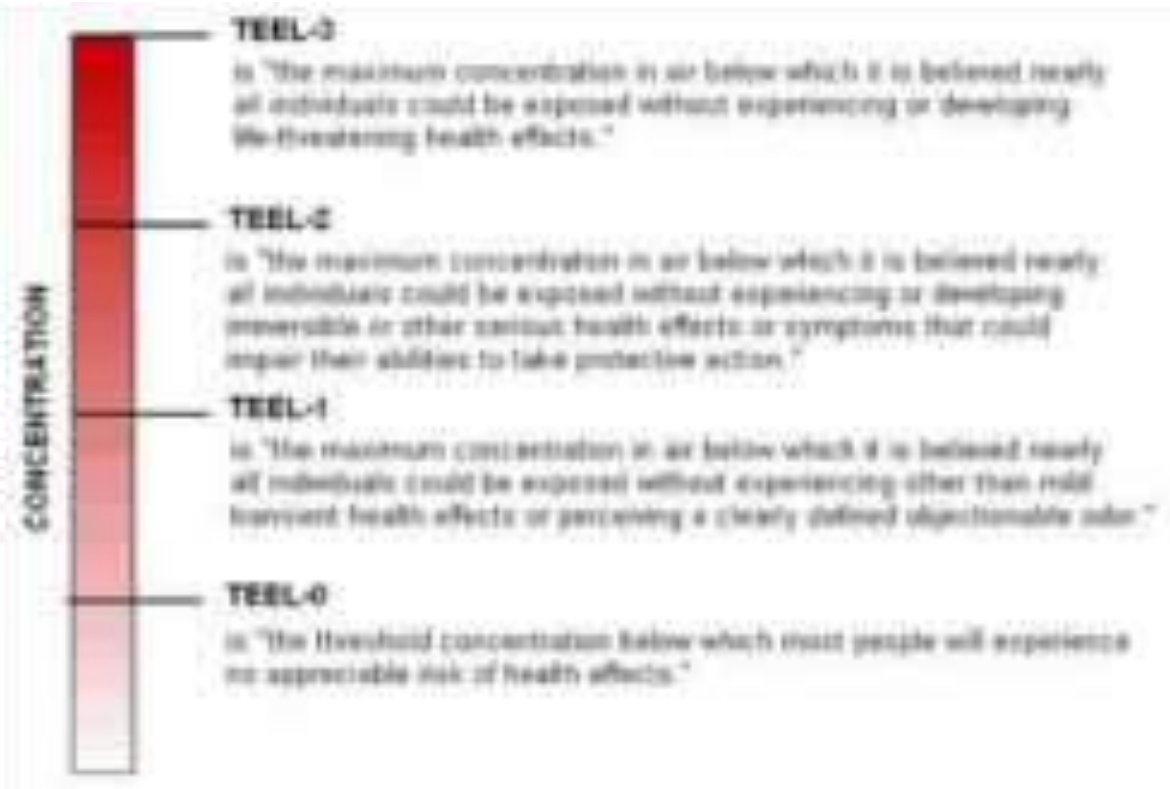 TEEL-3
is "the maximum concentration in air below which it is believed nearly
all individuals could be exposed without experiencing or developing
life-threatening health effects."
TEEL-2
is "the maximum concentration in air below which it is believed nearly
all individuals could be exposed without experiencing or developing
irreversible or other serious health effects or symptoms that could
impair their abilities to take protective action."
CONCENTRATION
TEEL-1
is "the maximum concentration in air below which it is believed nearly
all individuals could be exposed without experiencing other than mild
transient health effects or perceiving a clearly defined objectionable odor."
TEEL-0
is "the threshold concentration below which most people will experience
no appreciable risk of health effects."